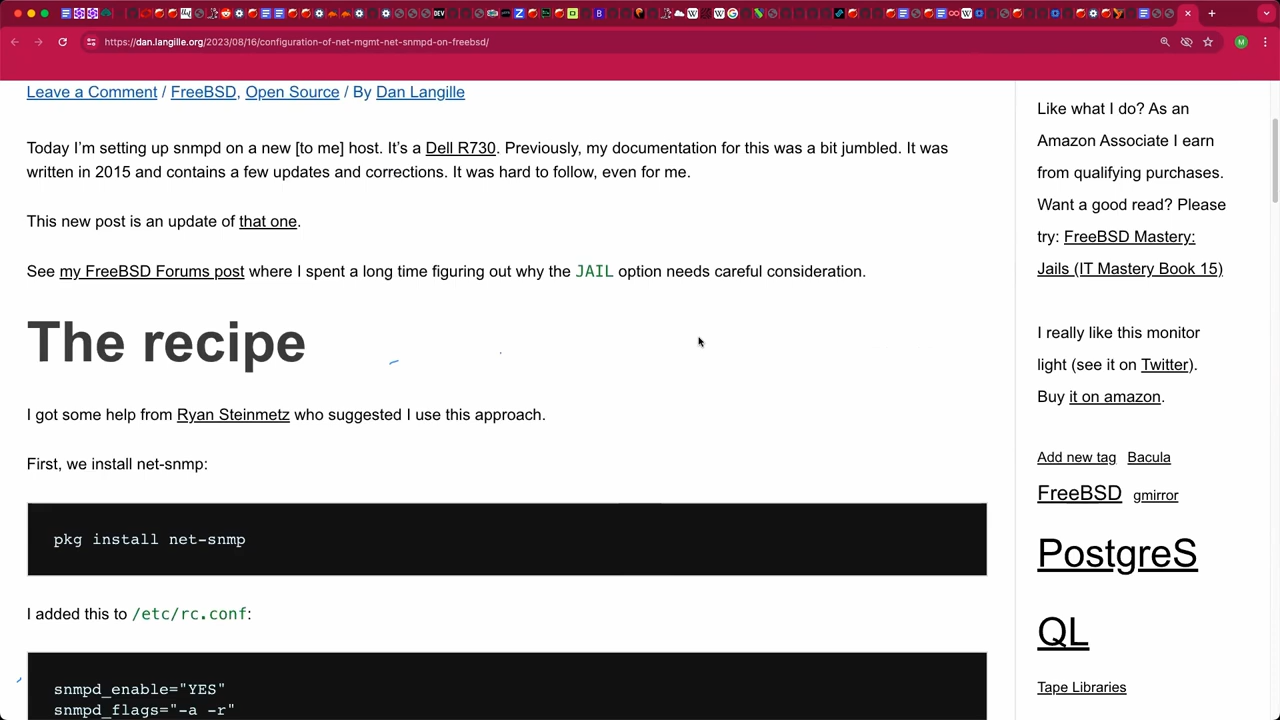 https://dan.langille.org/2023/08/16/configuration-of-net-mgmt-net-snmpd-on-freebsd/
Leave a Comment / FreeBSD, Open Source / By Dan Langille
Today I'm setting up snmpd on a new [to me] host. It's a Dell R730. Previously, my documentation for this was a bit jumbled. It was
written in 2015 and contains a few updates and corrections. It was hard to follow, even for me.
This new post is an update of that one.
See my FreeBSD Forums post where I spent a long time figuring out why the JAIL option needs careful consideration.
The recipe
I got some help from Ryan Steinmetz who suggested I use this approach.
First, we install net-snmp:
pkg install net-snmp
I added this to /etc/rc.conf:
snmpd_enable="YES"
snmpd_flags="-a -r"
Like what I do? As an
Amazon Associate I earn
from qualifying purchases.
Want a good read? Please
try: FreeBSD Mastery:
Jails (IT Mastery Book 15)
I really like this monitor
light (see it on Twitter).
Buy it on amazon.
Add new tag Bacula
FreeBSD gmirror
PostgreS
QL
Tape Libraries